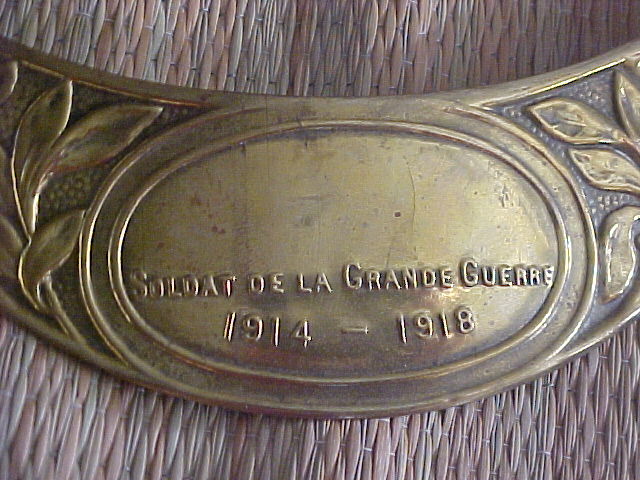 SOLDAT DE LA GRANDE GUERRE
1914 - 1918